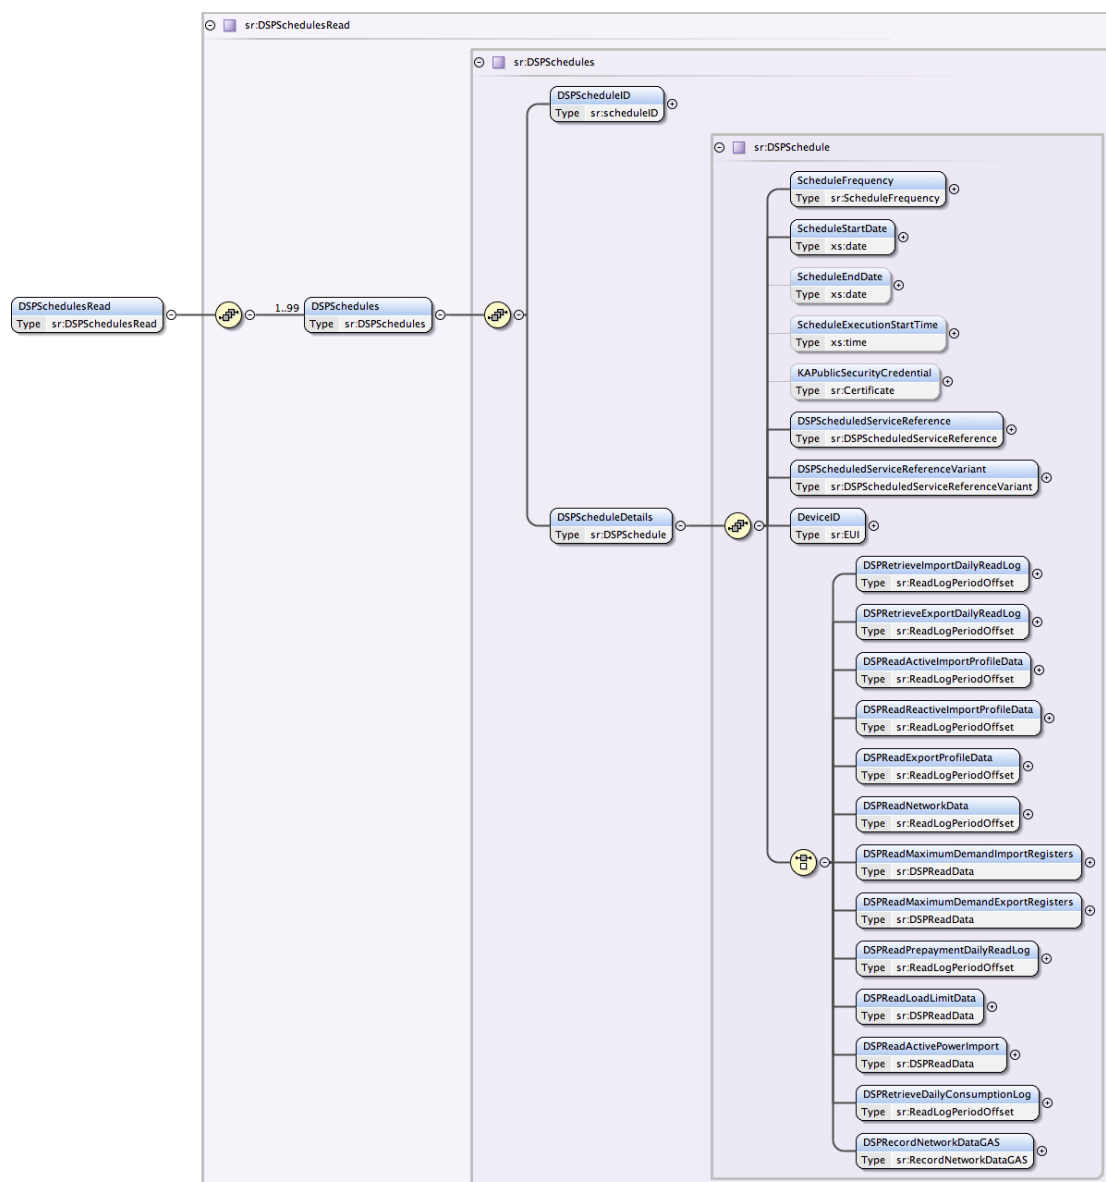 sr:DSPSchedulesRead
sr:DSPSchedules
DSPScheduleID
Type sr:scheduleID
sr:DSPSchedule
ScheduleFrequency
Type sr:ScheduleFrequency
ScheduleStartDate
Type xs:date
ScheduleEndDate
Type xs:date
DSPSchedulesRead
Type sr:DSPSchedulesRead
1..99
DSPSchedules
Type sr:DSPSchedules
ScheduleExecutionStartTime
Type xs:time
KAPublicSecurityCredential
Type sr:Certificate
DSPScheduledServiceReference
Type sr:DSPScheduledServiceReference
DSPScheduledServiceReferenceVariant
Type sr:DSPScheduledServiceReferenceVariant
DSPScheduleDetails
Type sr:DSPSchedule
DeviceID
Type sr:EUI
DSPRetrieveImportDailyReadLog
Type sr:ReadLogPeriodOffset
DSPRetrieveExportDailyReadLog
Type sr:ReadLogPeriodOffset
DSPReadActiveImportProfileData
Type sr:ReadLogPeriodOffset
DSPReadReactiveImportProfileData
Type sr:ReadLogPeriodOffset
DSPReadExportProfileData
Type sr:ReadLogPeriodOffset
DSPReadNetworkData
Type sr:ReadLogPeriodOffset
DSPReadMaximumDemandImportRegisters
Type sr:DSPReadData
DSPReadMaximumDemandExportRegisters
Type sr:DSPReadData
DSPReadPrepaymentDailyReadLog
Type sr:ReadLogPeriodOffset
DSPReadLoadLimitData
Type sr:DSPReadData
DSPReadActivePowerImport
Type sr:DSPReadData
DSPRetrieveDailyConsumptionLog
Type sr:ReadLogPeriodOffset
DSPRecordNetworkDataGAS
Type sr:RecordNetworkDataGAS